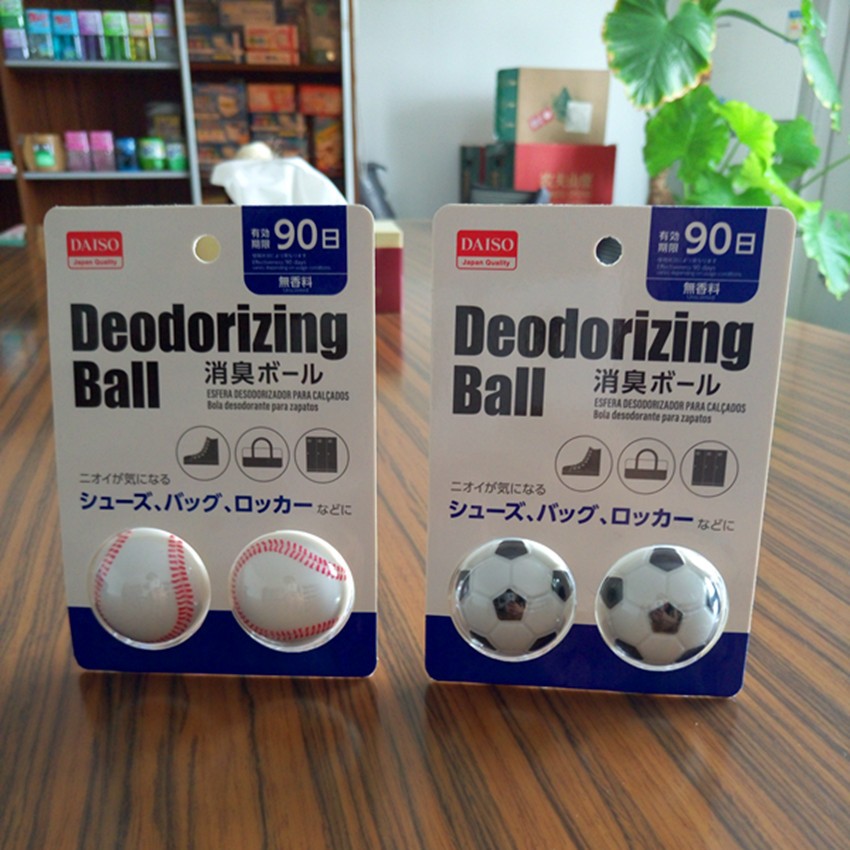 DAISO
Japan Quality
有効
期限
90日
無香料
Deodorizing
Ball
消臭ボール
ESFERA DESODORIZADOR PARA CALÇADOS
Bola desodorante para zapatos
ニオイが気になる
シューズ、バッグ、ロッカーなどに
DAISO
Japan Quality
有効
期限
90日
無香料
Deodorizing
Ball
消臭ボール
ESFERA DESODORIZADOR PARA CALÇADOS
Bola desodorante para zapatos
ニオイが気になる
シューズ、バッグ、ロッカーなどに